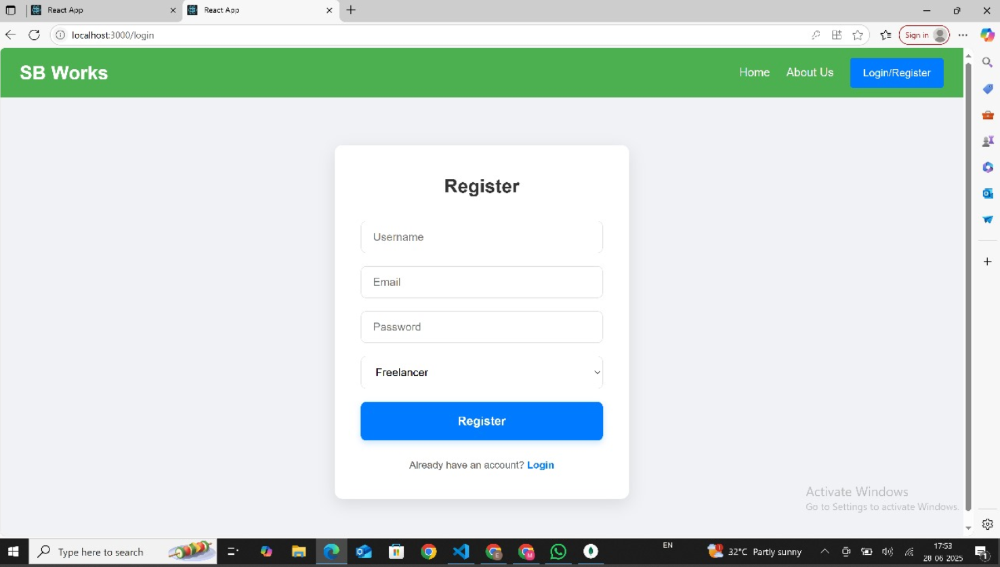 React App
React App
localhost:3000/login
Sign in
SB Works
Home
About Us
Login/Register
Register
Username
Email
Password
Freelancer
Register
Already have an account? Login
Activate Windows
Go to Settings to activate Windows.
Type here to search
EN
1
32°C Partly sunny
17:53
28-06-2025
1